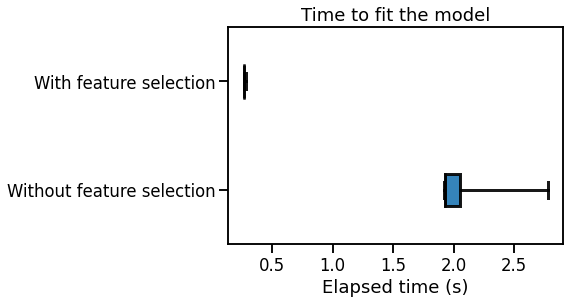 Time to fit the model
With feature selection
Without feature selection
0.5 1.0 1.5 2.0 2.5
Elapsed time (s)